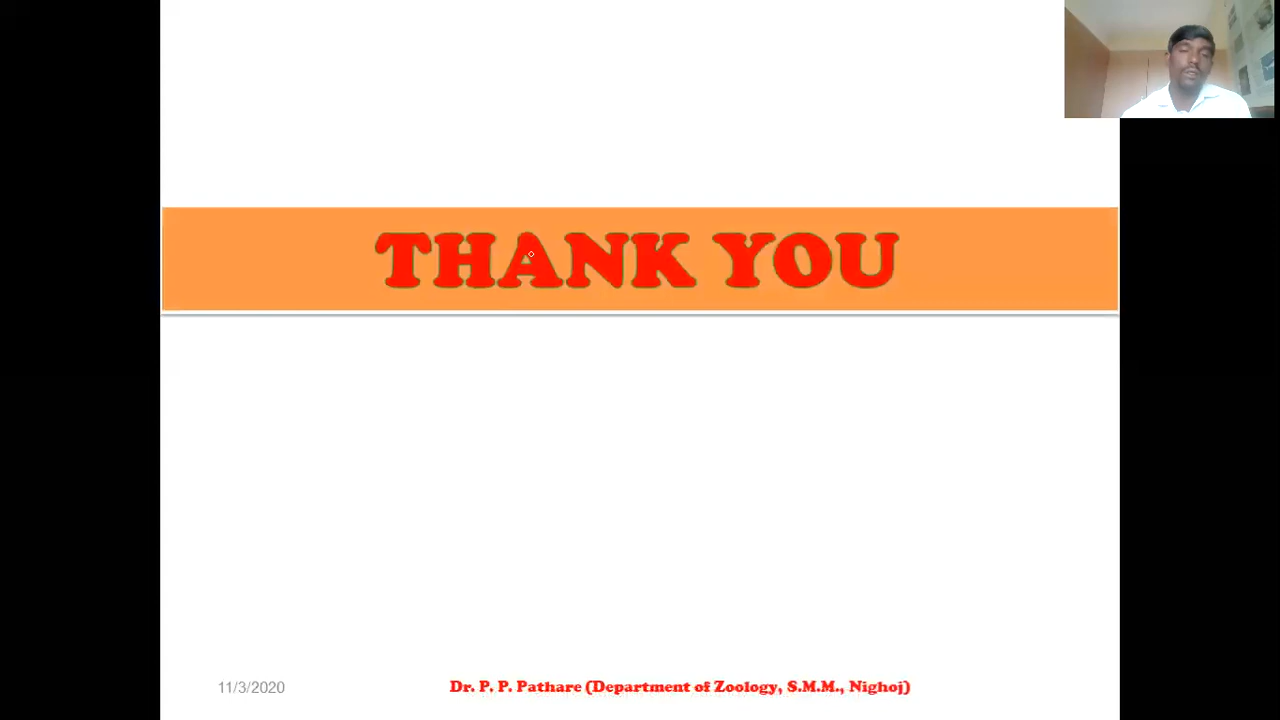 THANK YOU
11/3/2020
Dr. P. P. Pathare (Department of Zoology, S.M.M., Nighoj)